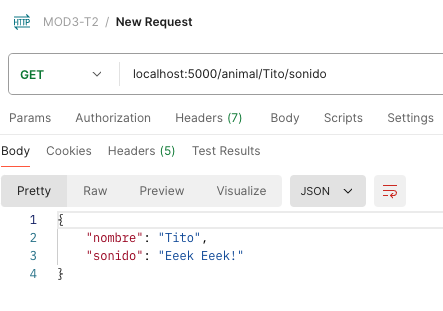 HTTP MOD3-T2 / New Request
GET localhost:5000/animal/Tito/sonido
Params Authorization Headers (7) Body Scripts Settings
Body Cookies Headers (5) Test Results
Pretty Raw Preview Visualize JSON
1 {
2 "nombre": "Tito",
3 "sonido": "Eeek Eeek!"
4 }